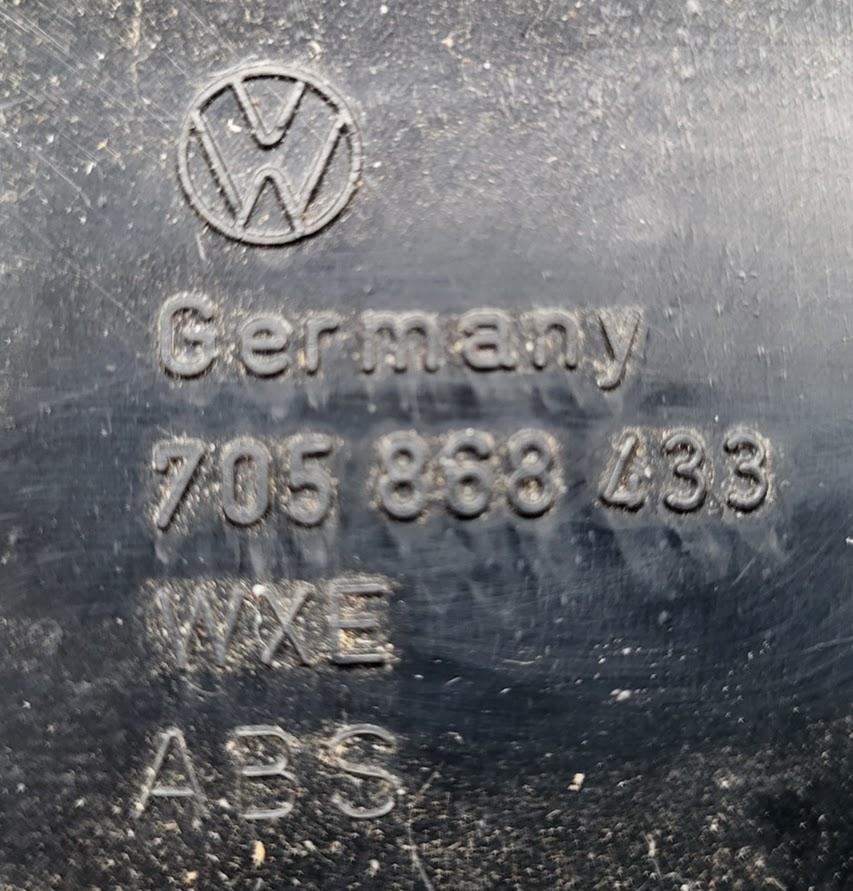 Germany
705 868 433
WXE
ABS